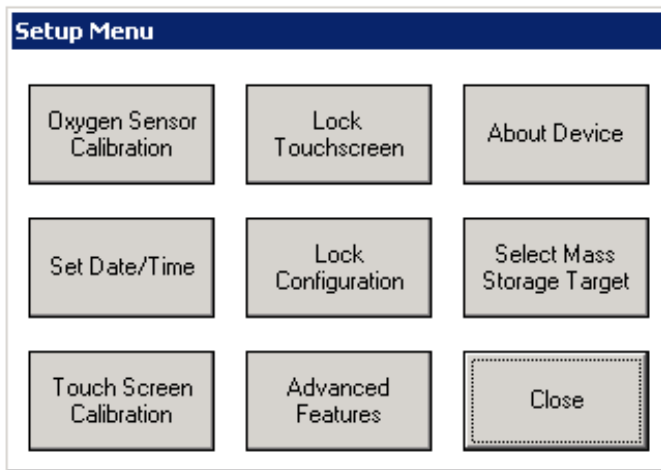 Setup Menu
Oxygen Sensor
Calibration
Lock
Touchscreen
About Device
Set Date/Time
Lock
Configuration
Select Mass
Storage Target
Touch Screen
Calibration
Advanced
Features
Close